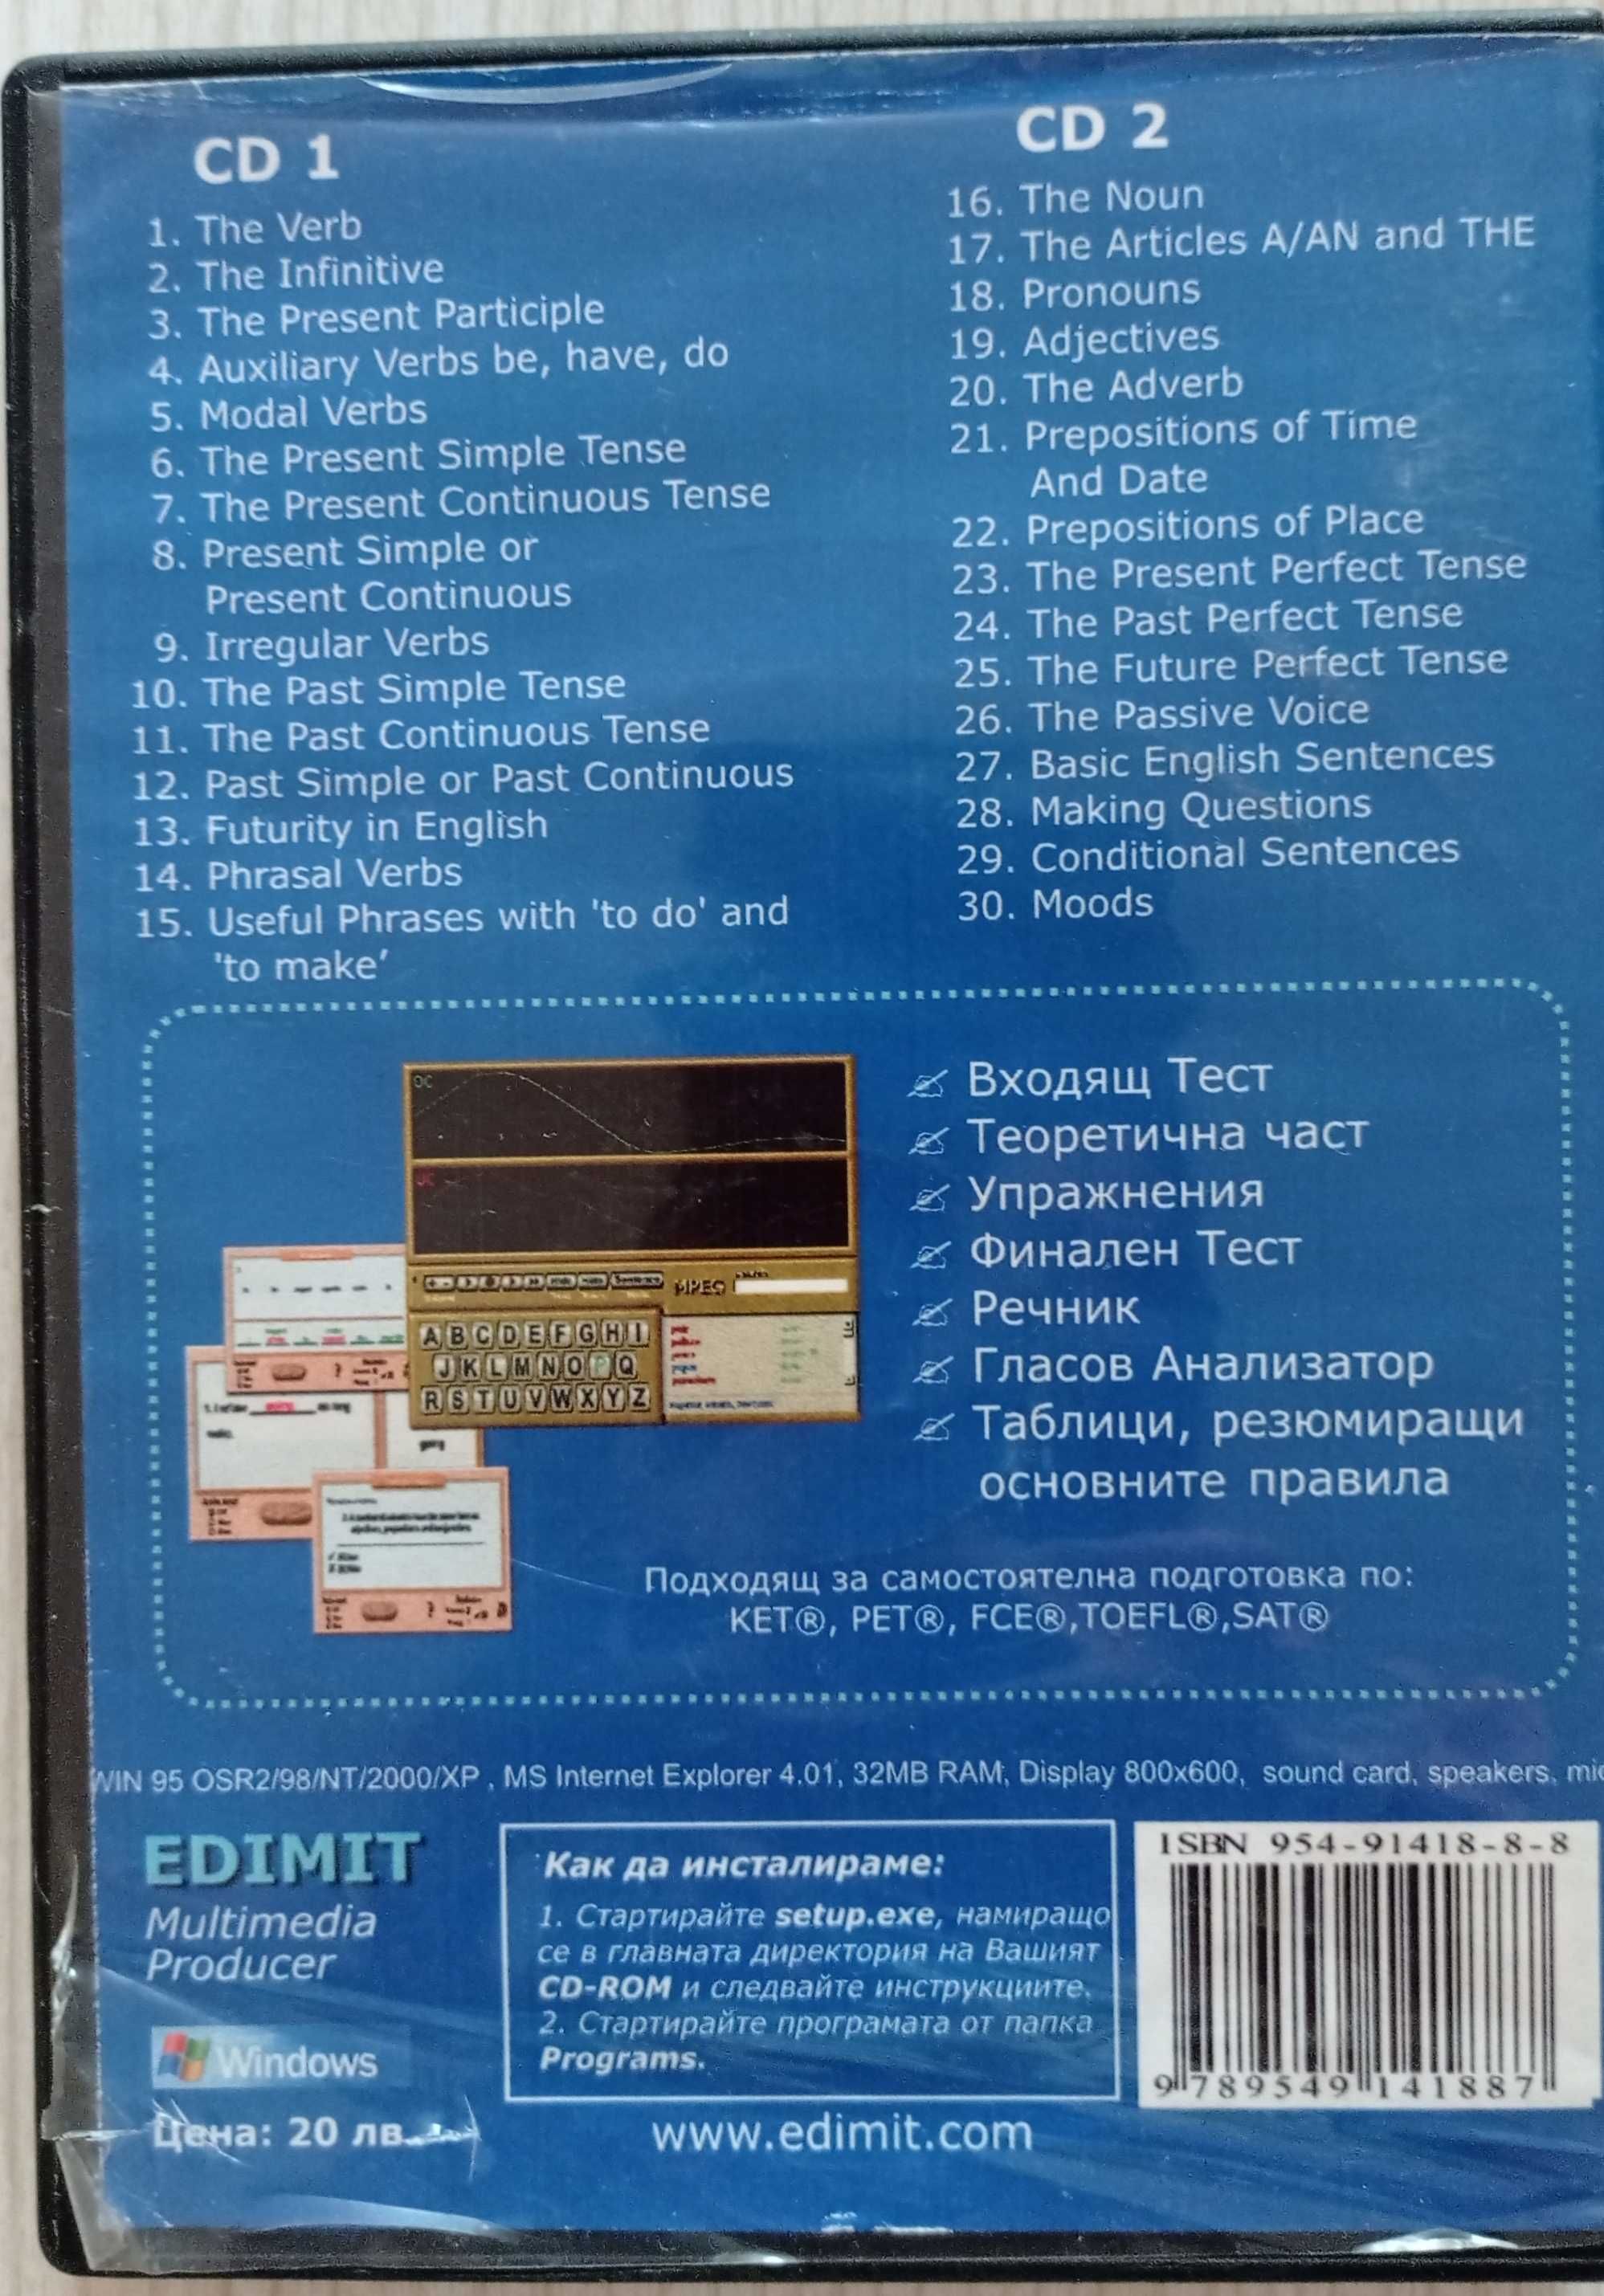 CD 1
1. The Verb
2. The Infinitive
3. The Present Participle
4. Auxiliary Verbs be, have, do
5. Modal Verbs
6. The Present Simple Tense
7. The Present Continuous Tense
8. Present Simple or
Present Continuous
9. Irregular Verbs
10. The Past Simple Tense
11. The Past Continuous Tense
12. Past Simple or Past Continuous
13. Futurity in English
14. Phrasal Verbs
15. Useful Phrases with 'to do' and
'to make’
CD 2
16. The Noun
17. The Articles A/AN and THE
18. Pronouns
19. Adjectives
20. The Adverb
21. Prepositions of Time
And Date
22. Prepositions of Place
23. The Present Perfect Tense
24. The Past Perfect Tense
25. The Future Perfect Tense
26. The Passive Voice
27. Basic English Sentences
28. Making Questions
29. Conditional Sentences
30. Moods
MPEG
A B C D E F G H I
J K L M N O P Q
R S T U V W X Y Z
Входящ Тест
Теоретична част
Упражнения
Финален Тест
Речник
Гласов Анализатор
Таблици, резюмиращи
основните правила
Подходящ за самостоятелна подготовка по:
KET®, PET®, FCE®,TOEFL®,SAT®
WIN 95 OSR2/98/NT/2000/XP , MS Internet Explorer 4.01, 32MB RAM, Display 800x600, sound card, speakers, mic
EDIMIT
Multimedia
Producer
Windows
Цена: 20 лв.
Как да инсталираме:
1. Стартирайте setup.exe, намиращо
се в главната директория на Вашият
CD-ROM и следвайте инструкциите.
2. Стартирайте програмата от папка
Programs.
www.edimit.com
ISBN 954-91418-8-8
9 789549 141887